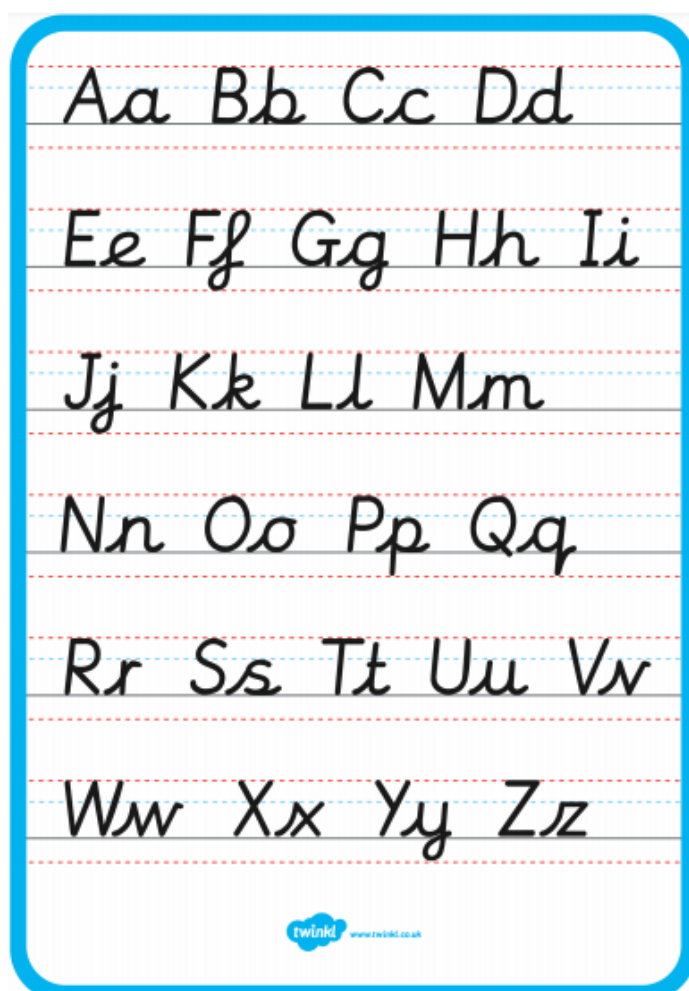 Aa Bb Cc Dd
Ee Ff Gg Hh Ii
Jj Kk Ll Mm
Nn Oo Pp Qq
Rr Ss Tt Uu Vv
Ww Xx Yy Zz
twinkl www.twinkl.co.uk